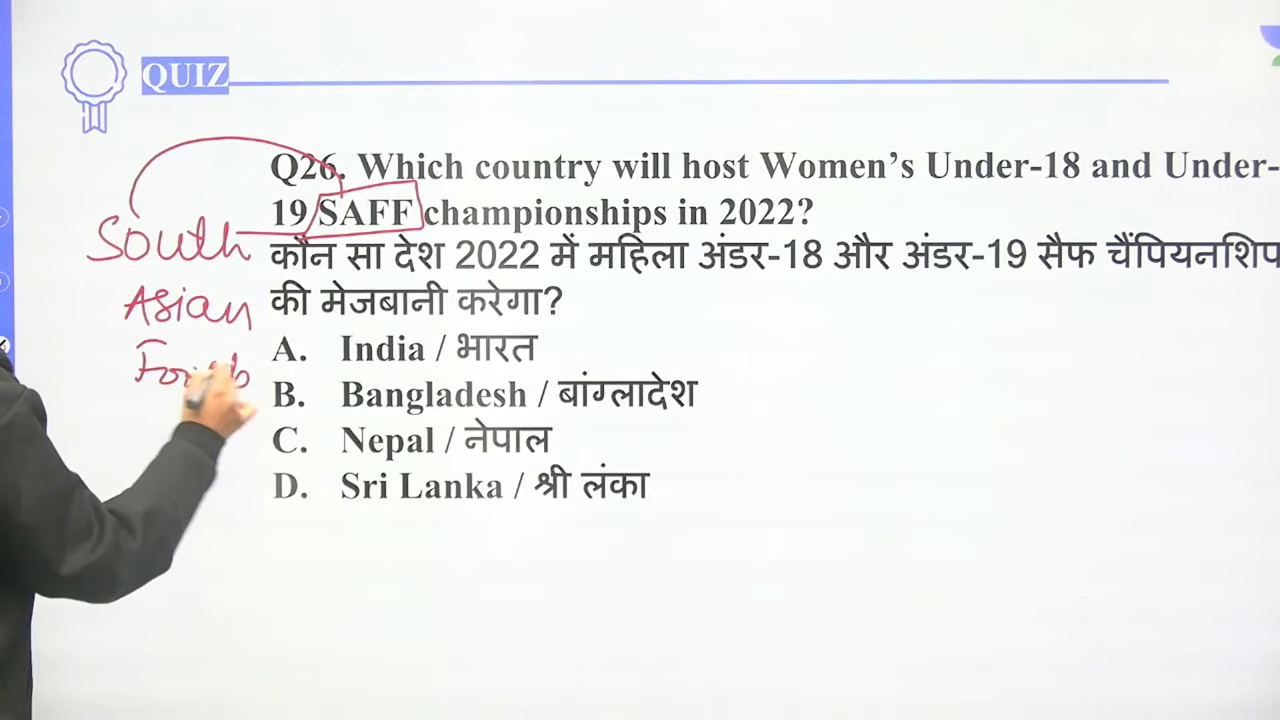 QUIZ
Q26. Which country will host Women's Under-18 and Under-
19 SAFF championships in 2022?
South
कौन सा देश 2022 में महिला अंडर-18 और अंडर-19 सैफ चैंपियनशिप
Asian
की मेजबानी करेगा?
A. India / भारत
B. Bangladesh / बांग्लादेश
C. Nepal / नेपाल
D. Sri Lanka / श्री लंका